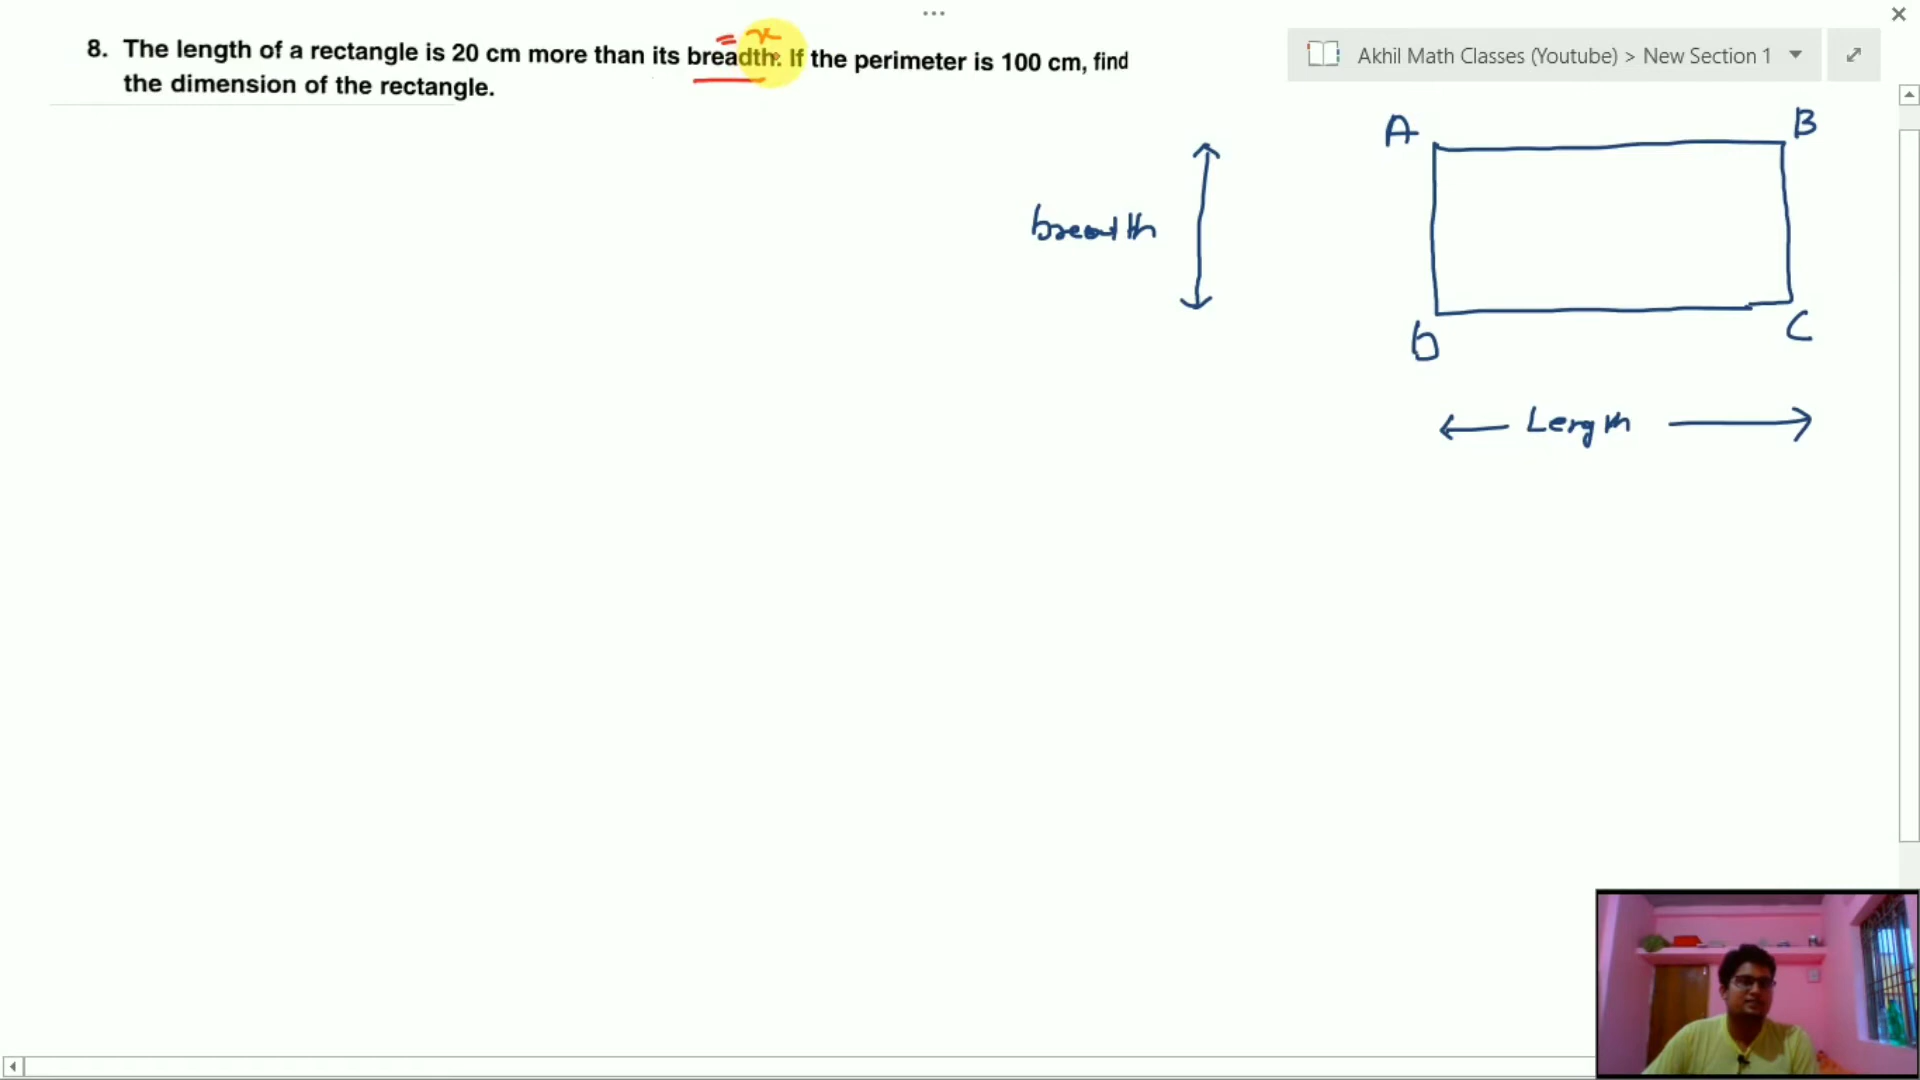 = x
8. The length of a rectangle is 20 cm more than its breadth. If the perimeter is 100 cm, find
the dimension of the rectangle.
Akhil Math Classes (Youtube) > New Section 1
A
B
breadth
D
C
Length